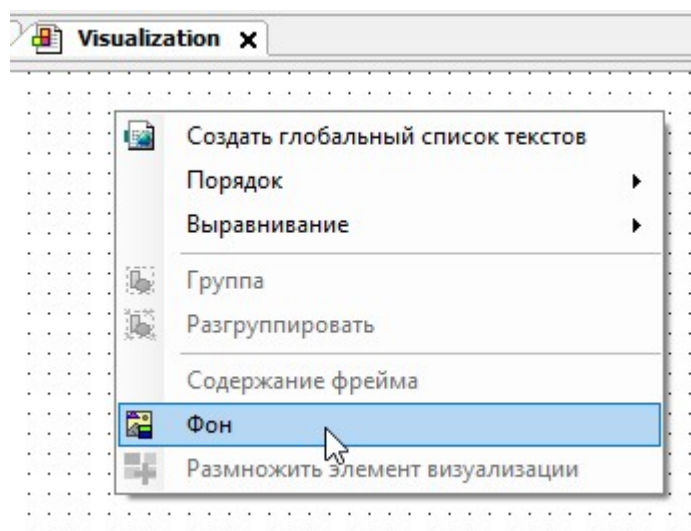 Visualization
Создать глобальный список текстов
Порядок
Выравнивание
Группа
Разгруппировать
Содержание фрейма
Фон
Размножить элемент визуализации